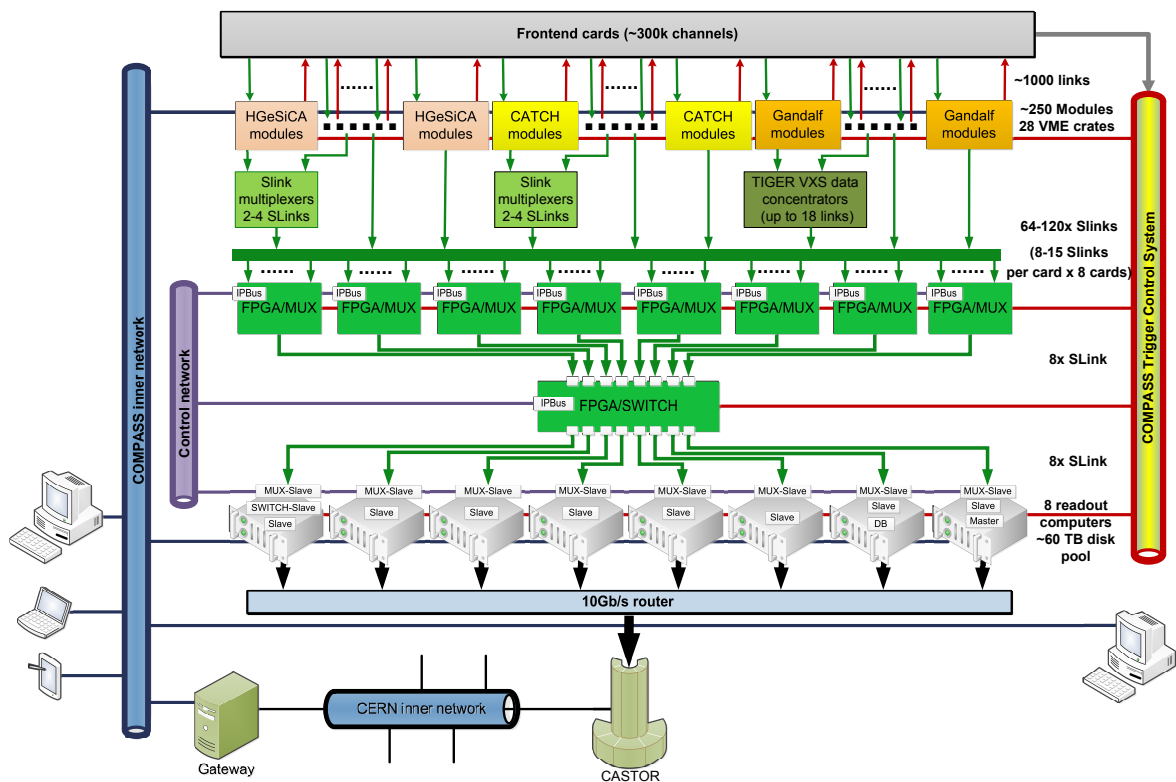 Frontend cards (~300k channels)
~1000 links
HGeSiCA
modules
HGeSiCA
modules
CATCH
modules
CATCH
modules
Gandalf
modules
Gandalf
modules
~250 Modules
28 VME crates
Slink
multiplexers
2-4 SLinks
Slink
multiplexers
2-4 SLinks
TIGER VXS data
concentrators
(up to 18 links)
64-120x Slinks
(8-15 Slinks
per card x 8 cards)
IPBus
FPGA/MUX
IPBus
FPGA/MUX
IPBus
FPGA/MUX
IPBus
FPGA/MUX
IPBus
FPGA/MUX
IPBus
FPGA/MUX
IPBus
FPGA/MUX
IPBus
FPGA/MUX
COMPASS inner network
Control network
COMPASS Trigger Control System
8x SLink
IPBus
FPGA/SWITCH
8x SLink
MUX-Slave
SWITCH-Slave
Slave
MUX-Slave
Slave
MUX-Slave
Slave
MUX-Slave
Slave
MUX-Slave
Slave
MUX-Slave
Slave
MUX-Slave
Slave
DB
MUX-Slave
Slave
Master
8 readout
computers
~60 TB disk
pool
10Gb/s router
CERN inner network
Gateway
CASTOR